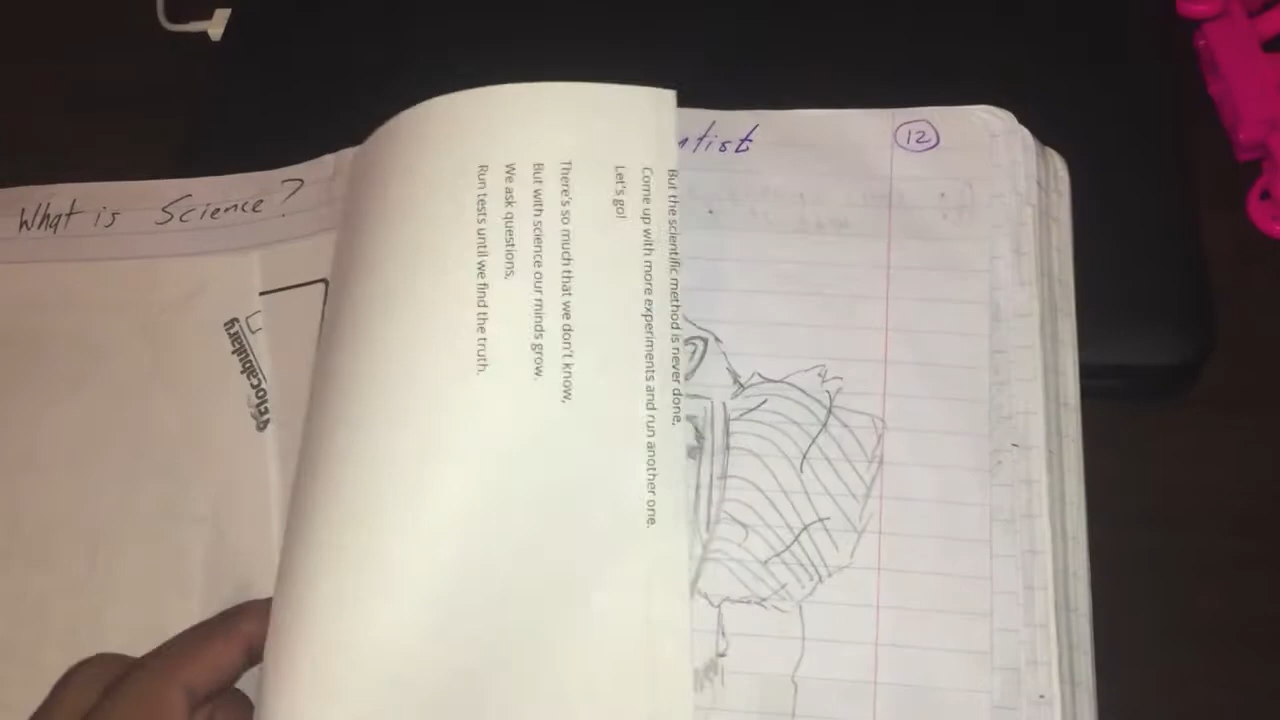 What is Science?
ntist
12
But the scientific method is never done.
Come up with more experiments and run another one.
Let's go!
There's so much that we don't know,
But with science our minds grow.
We ask questions,
Run tests until we find the truth.
flocabulary